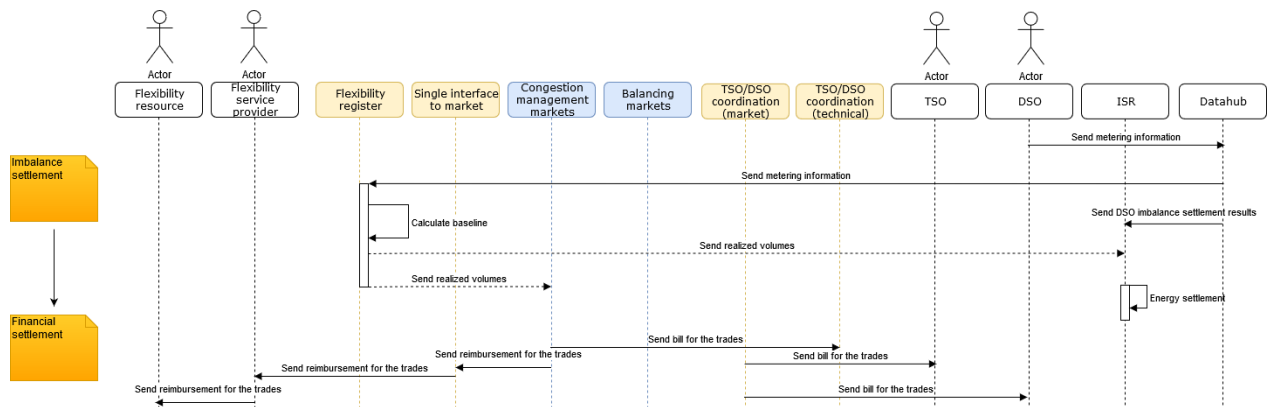 Actor
Actor
Actor
Actor
Flexibility
resource
Flexibility
service
provider
Flexibility
register
Single interface
to market
Congestion
management
markets
Balancing
markets
TSO/DSO
coordination
(market)
TSO/DSO
coordination
(technical)
TSO
DSO
ISR
Datahub
Send metering information
Imbalance
settlement
Send metering information
Calculate baseline
Send DSO imbalance settlement results
Send realized volumes
Send realized volumes
Energy settlement
Financial
settlement
Send bill for the trades
Send reimbursement for the trades
Send bill for the trades
Send reimbursement for the trades
Send reimbursement for the trades
Send bill for the trades